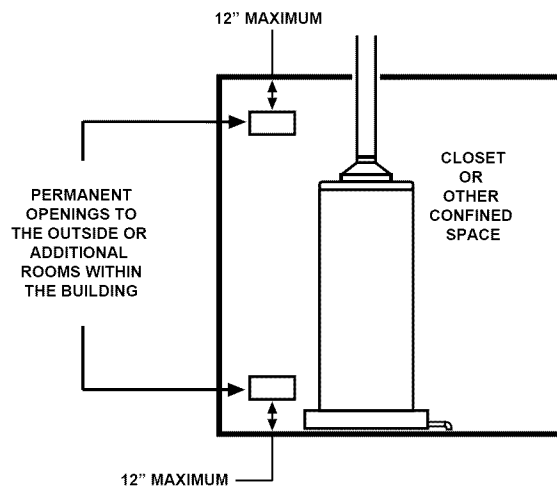 12” MAXIMUM
CLOSET
OR
OTHER
CONFINED
SPACE
PERMANENT
OPENINGS TO
THE OUTSIDE OR
ADDITIONAL
ROOMS WITHIN
THE BUILDING
12” MAXIMUM